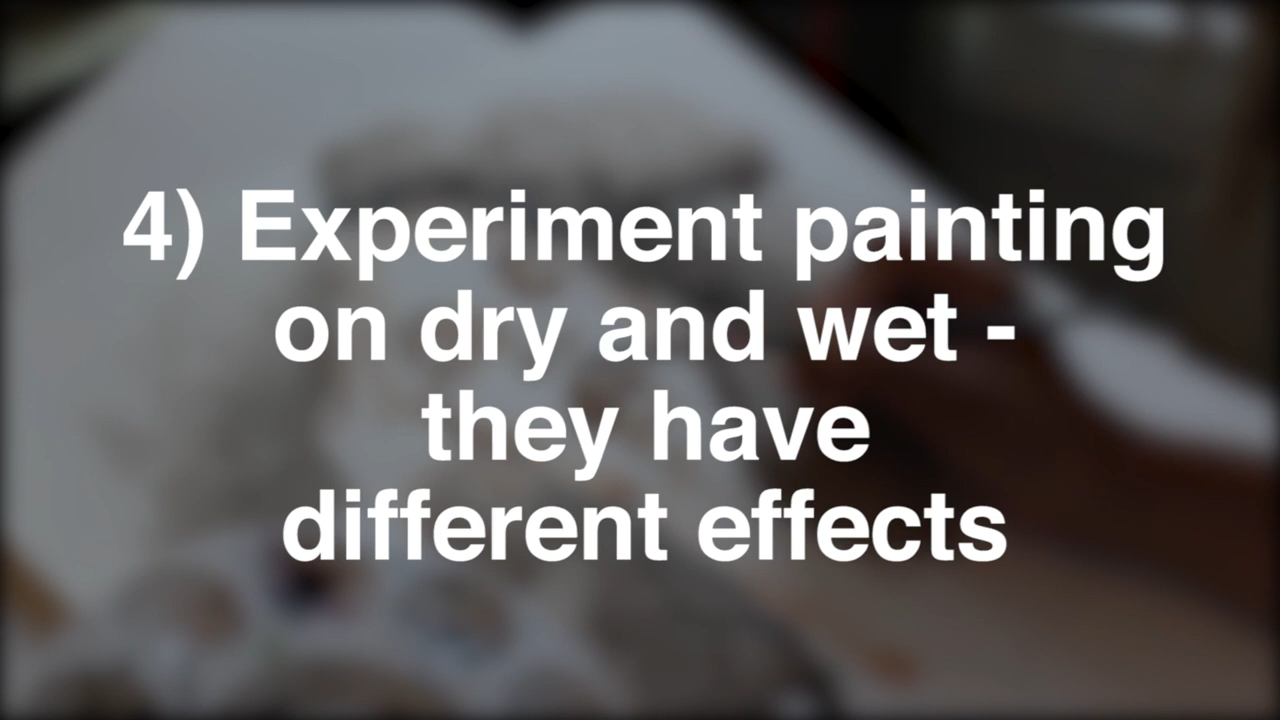 4) Experiment painting
on dry and wet -
they have
different effects